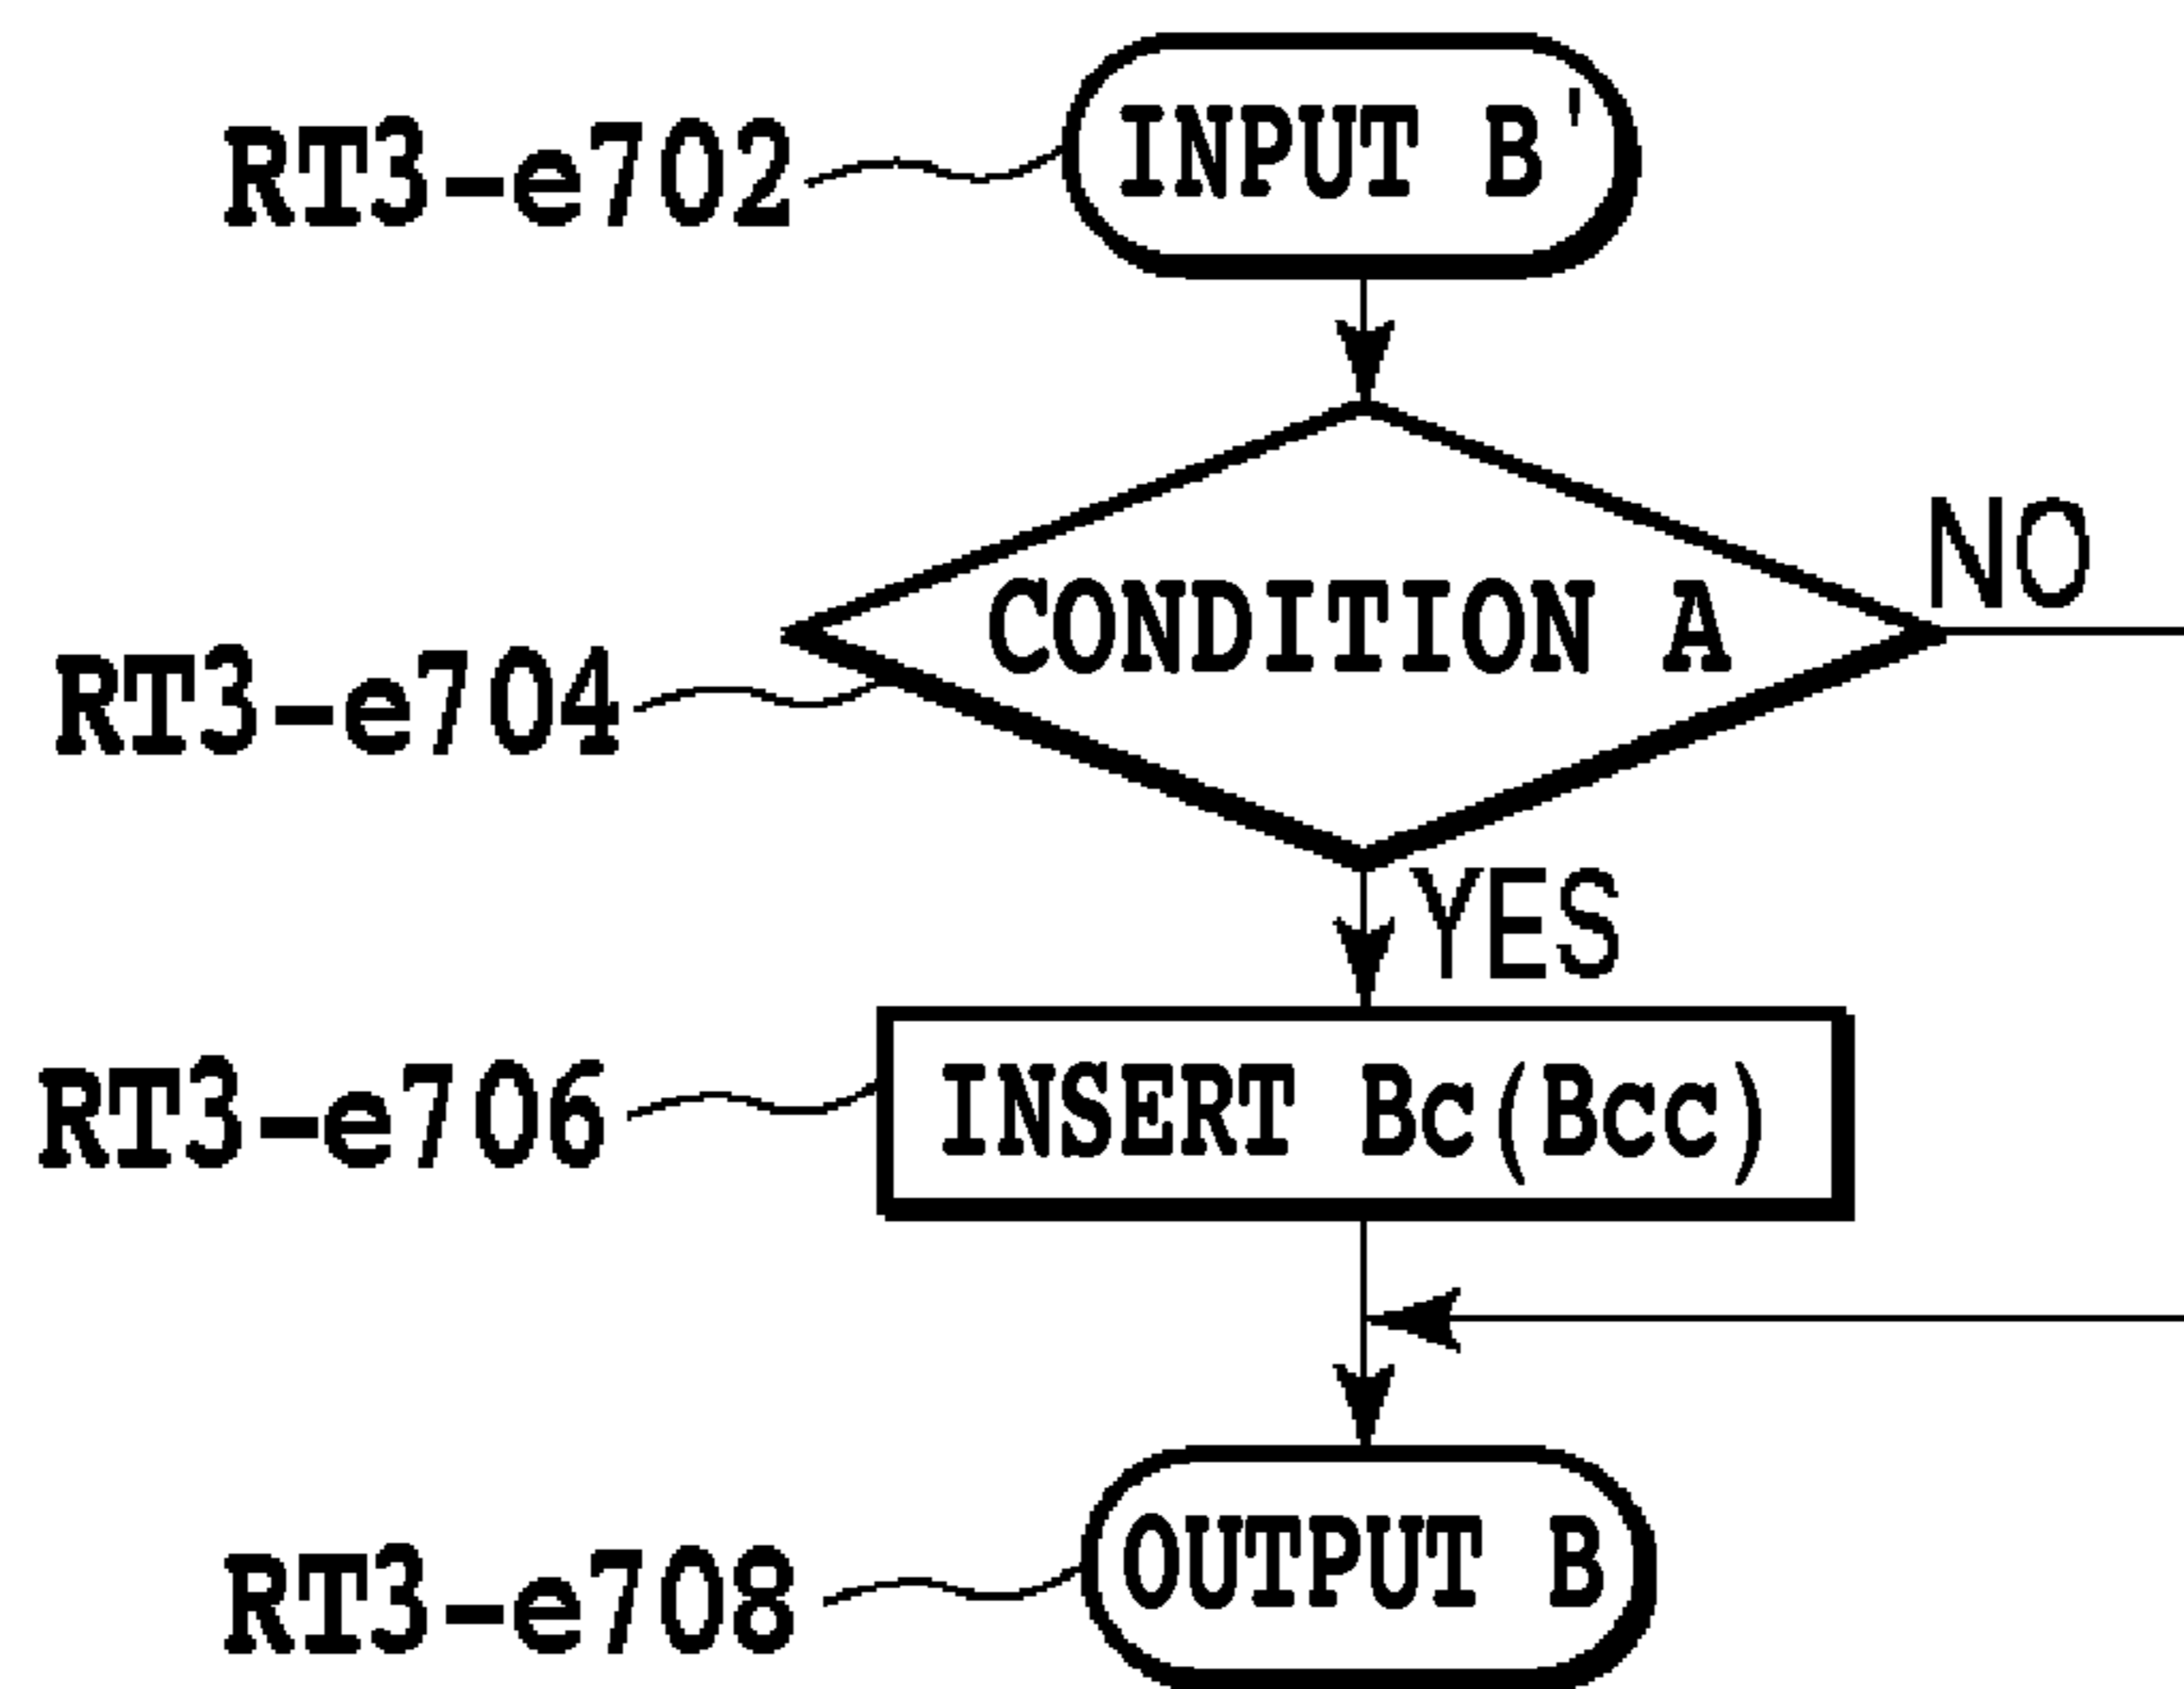 RT3-e702
INPUT B'
NO
CONDITION A
RT3-e704
YES
RT3-e706
INSERT Bc(Bcc)
OUTPUT B
RT3-e708